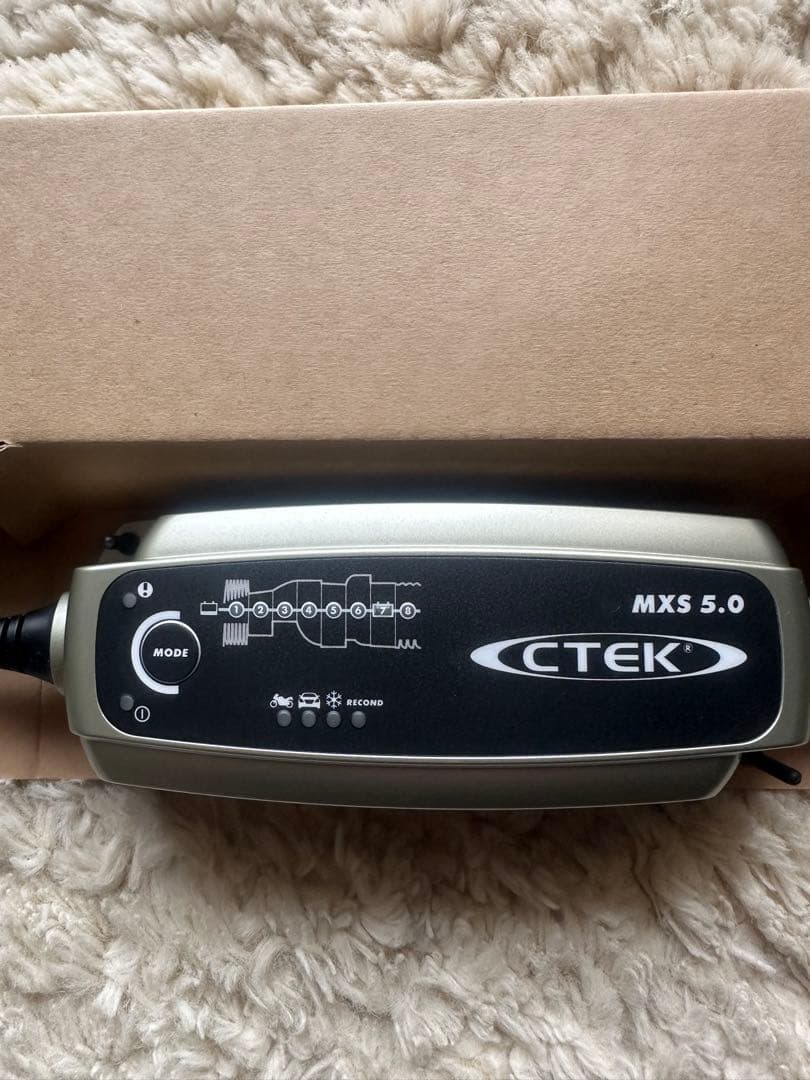 MXS 5.0
1 2 3 4 5 6 7 8
MODE
CTEK®
RECOND